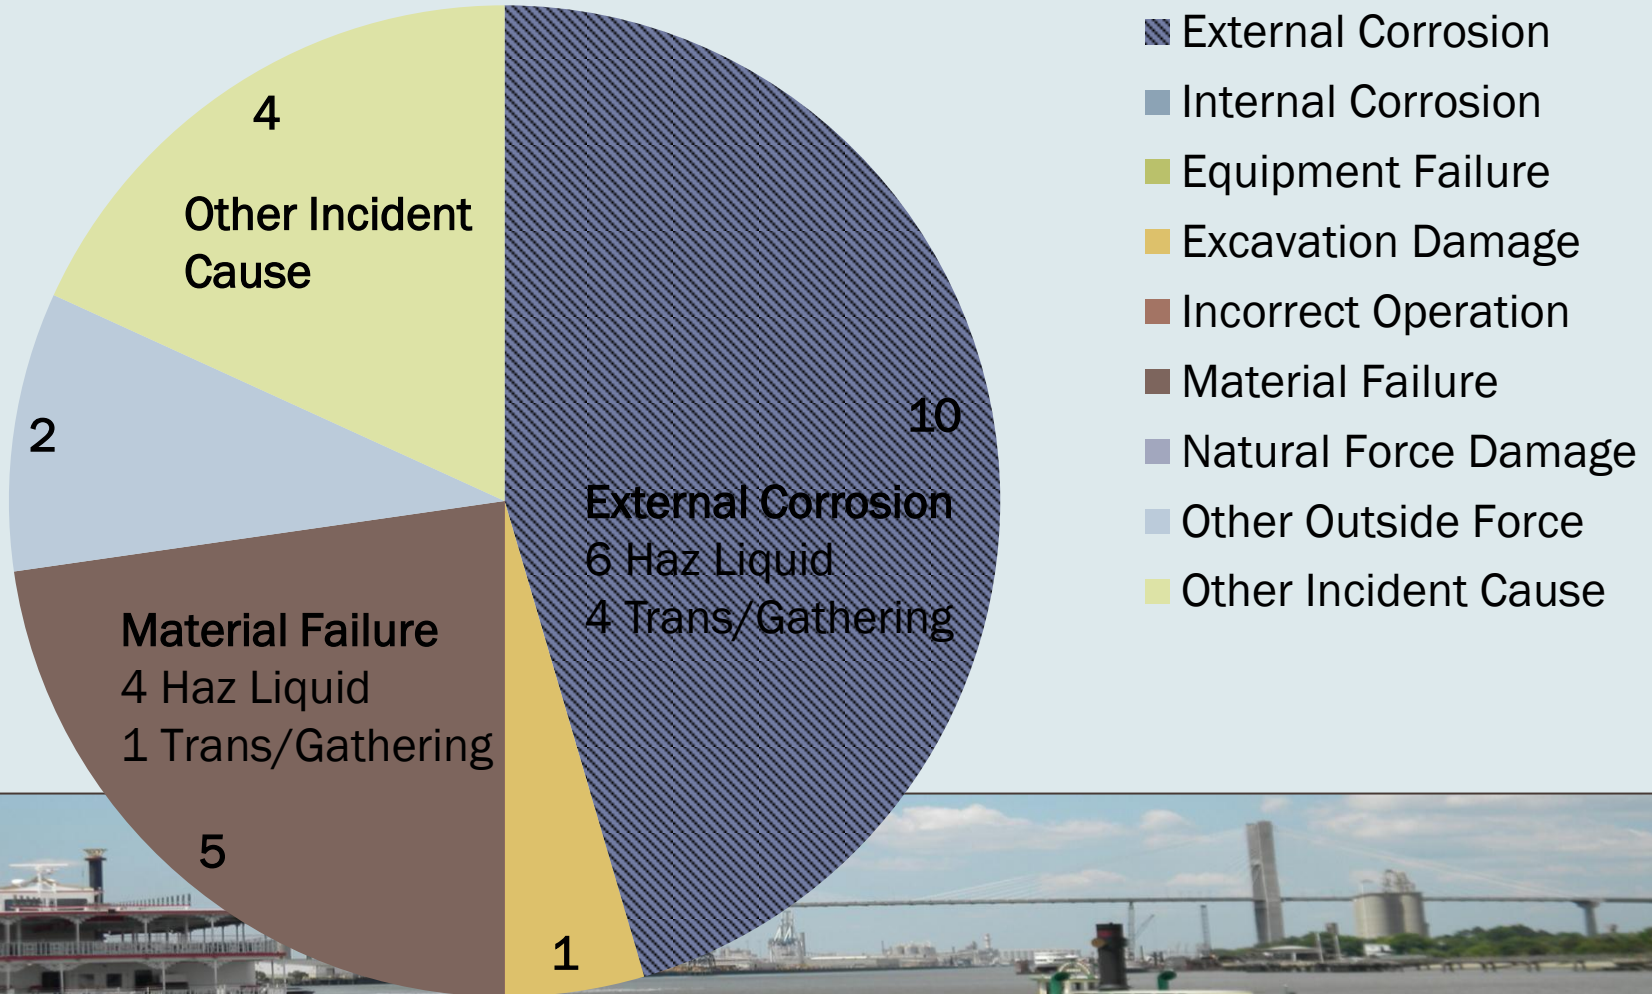 4
Other Incident
Cause
2
10
External Corrosion
6 Haz Liquid
4 Trans/Gathering
Material Failure
4 Haz Liquid
1 Trans/Gathering
5
1
External Corrosion
Internal Corrosion
Equipment Failure
Excavation Damage
Incorrect Operation
Material Failure
Natural Force Damage
Other Outside Force
Other Incident Cause